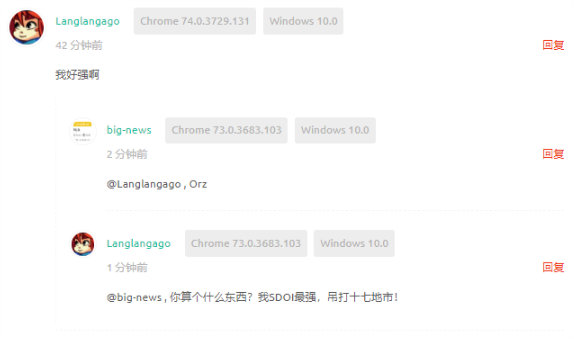 Langlangago Chrome 74.0.3729.131 Windows 10.0
42 分钟前 回复
我好强啊
big-news Chrome 73.0.3683.103 Windows 10.0
2 分钟前 回复
@Langlangago , Orz
Langlangago Chrome 73.0.3683.103 Windows 10.0
1 分钟前 回复
@big-news , 你算个什么东西？我SDOI最强，吊打十七地市！